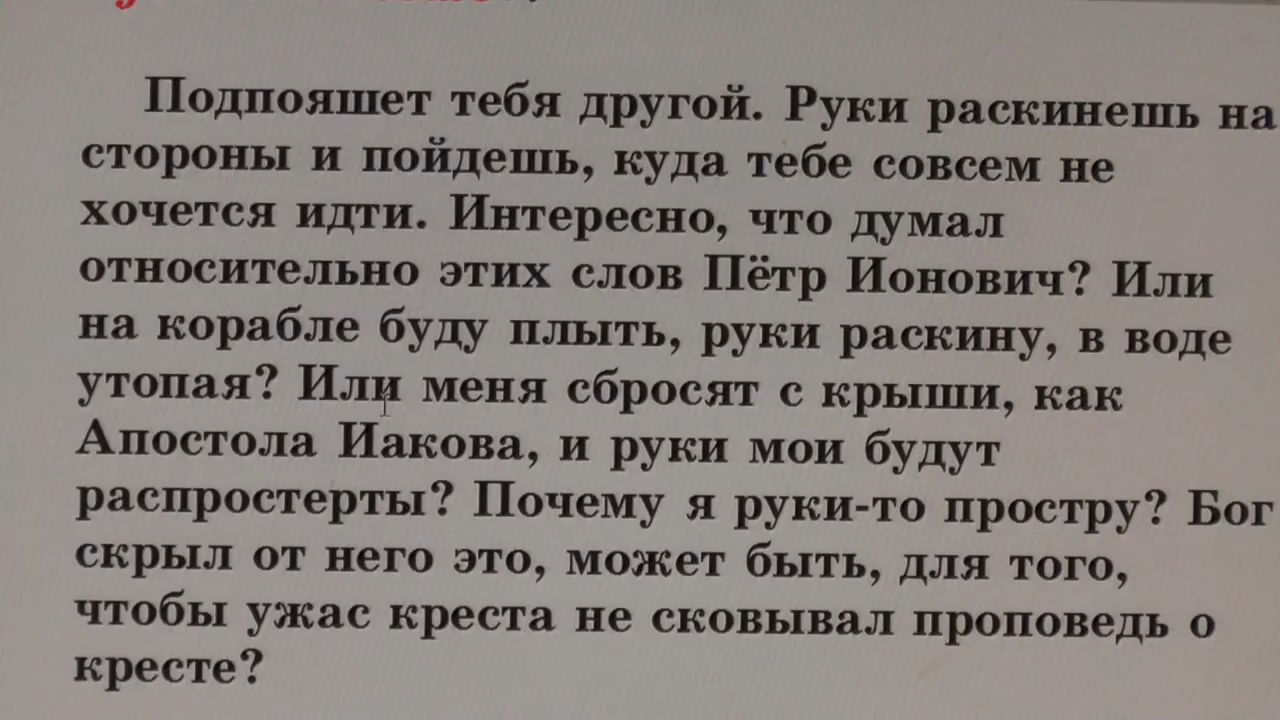 Подпояшет тебя другой. Руки раскинешь на
стороны и пойдешь, куда тебе совсем не
хочется идти. Интересно, что думал
относительно этих слов Пётр Ионович? Или
на корабле буду плыть, руки раскину, в воде
утопая? Или меня сбросят с крыши, как
Апостола Иакова, и руки мои будут
распростерты? Почему я руки-то простру? Бог
скрыл от него это, может быть, для того,
чтобы ужас креста не сковывал проповедь о
кресте?